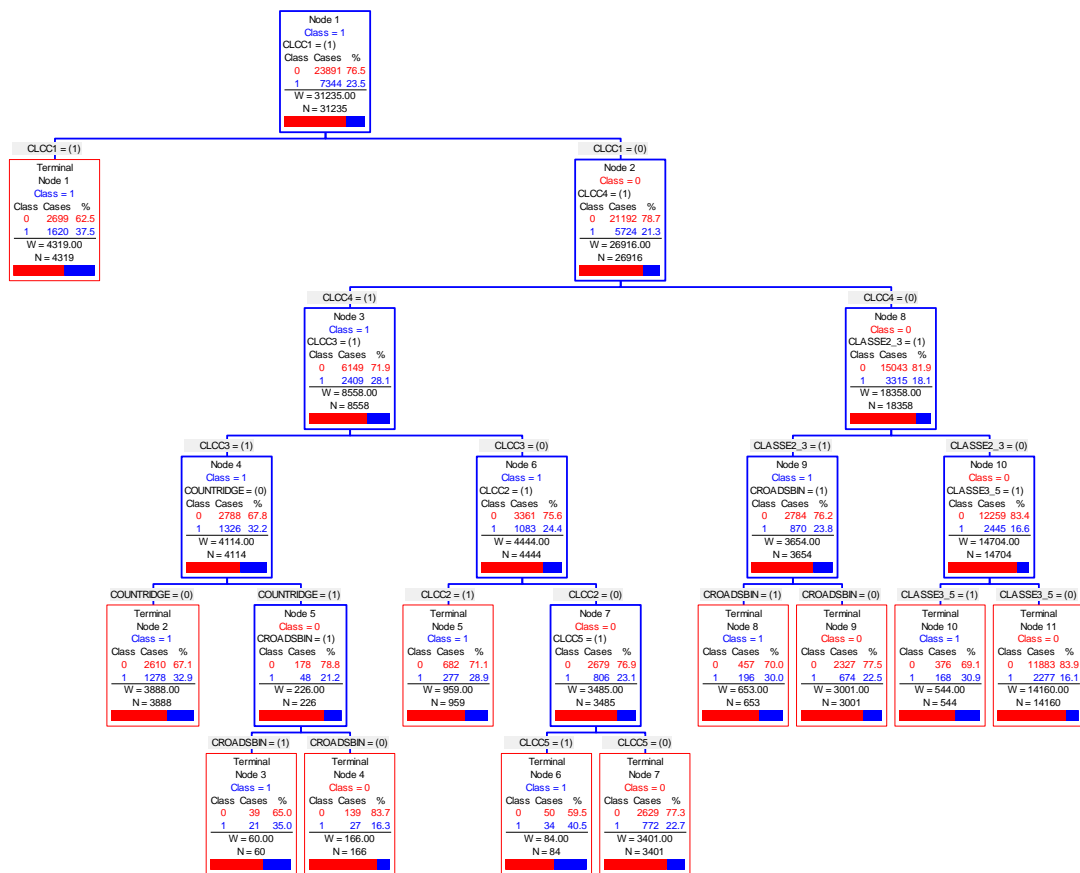 Node 1
Class = 1
CLCC1 = (1)
Class Cases %
0 23891 76.5
1 7344 23.5
W = 31235.00
N = 31235
CLCC1 = (1)
CLCC1 = (0)
Terminal
Node 1
Class = 1
Class Cases %
0 2699 62.5
1 1620 37.5
W = 4319.00
N = 4319
Node 2
Class = 0
CLCC4 = (1)
Class Cases %
0 21192 78.7
1 5724 21.3
W = 26916.00
N = 26916
CLCC4 = (1)
CLCC4 = (0)
Node 3
Class = 1
CLCC3 = (1)
Class Cases %
0 6149 71.9
1 2409 28.1
W = 8558.00
N = 8558
Node 8
Class = 0
CLASSE2_3 = (1)
Class Cases %
0 15043 81.9
1 3315 18.1
W = 18358.00
N = 18358
CLCC3 = (1)
CLCC3 = (0)
CLASSE2_3 = (1)
CLASSE2_3 = (0)
Node 4
Class = 1
COUNTRIDGE = (0)
Class Cases %
0 2788 67.8
1 1326 32.2
W = 4114.00
N = 4114
Node 6
Class = 1
CLCC2 = (1)
Class Cases %
0 3361 75.6
1 1083 24.4
W = 4444.00
N = 4444
Node 9
Class = 1
CROADSBIN = (1)
Class Cases %
0 2784 76.2
1 870 23.8
W = 3654.00
N = 3654
Node 10
Class = 0
CLASSE3_5 = (1)
Class Cases %
0 12259 83.4
1 2445 16.6
W = 14704.00
N = 14704
COUNTRIDGE = (0)
COUNTRIDGE = (1)
CLCC2 = (1)
CLCC2 = (0)
CROADSBIN = (1)
CROADSBIN = (0)
CLASSE3_5 = (1)
CLASSE3_5 = (0)
Terminal
Node 2
Class = 1
Class Cases %
0 2610 67.1
1 1278 32.9
W = 3888.00
N = 3888
Node 5
Class = 0
CROADSBIN = (1)
Class Cases %
0 178 78.8
1 48 21.2
W = 226.00
N = 226
Terminal
Node 5
Class = 1
Class Cases %
0 682 71.1
1 277 28.9
W = 959.00
N = 959
Node 7
Class = 0
CLCC5 = (1)
Class Cases %
0 2679 76.9
1 806 23.1
W = 3485.00
N = 3485
Terminal
Node 8
Class = 1
Class Cases %
0 457 70.0
1 196 30.0
W = 653.00
N = 653
Terminal
Node 9
Class = 0
Class Cases %
0 2327 77.5
1 674 22.5
W = 3001.00
N = 3001
Terminal
Node 10
Class = 1
Class Cases %
0 376 69.1
1 168 30.9
W = 544.00
N = 544
Terminal
Node 11
Class = 0
Class Cases %
0 11883 83.9
1 2277 16.1
W = 14160.00
N = 14160
CROADSBIN = (1)
CROADSBIN = (0)
CLCC5 = (1)
CLCC5 = (0)
Terminal
Node 3
Class = 1
Class Cases %
0 39 65.0
1 21 35.0
W = 60.00
N = 60
Terminal
Node 4
Class = 0
Class Cases %
0 139 83.7
1 27 16.3
W = 166.00
N = 166
Terminal
Node 6
Class = 1
Class Cases %
0 50 59.5
1 34 40.5
W = 84.00
N = 84
Terminal
Node 7
Class = 0
Class Cases %
0 2629 77.3
1 772 22.7
W = 3401.00
N = 3401